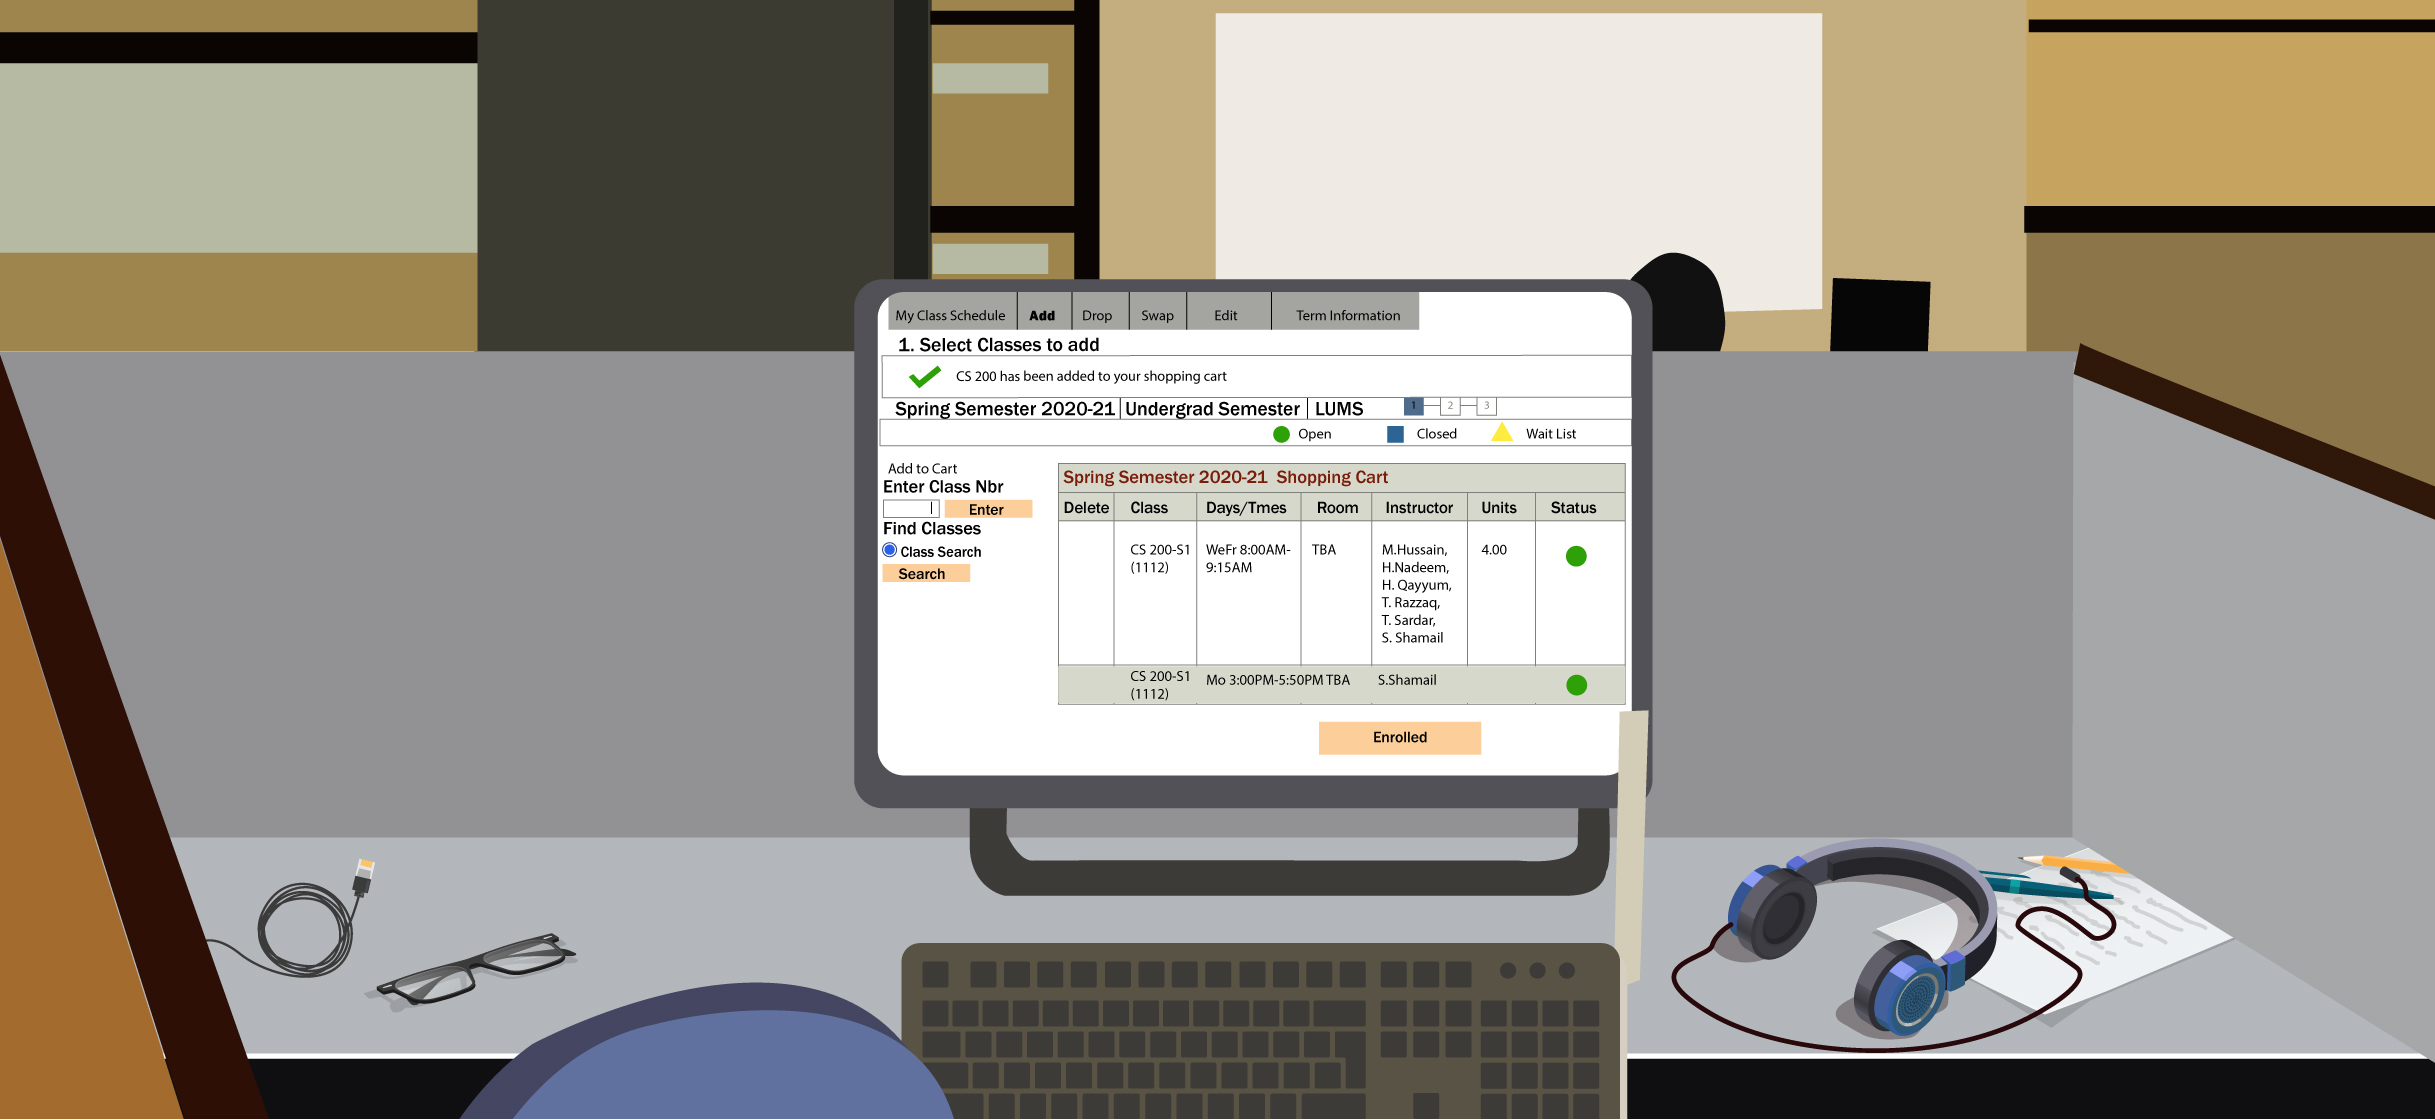 My Class Schedule Add Drop Swap Edit Term Information
1. Select Classes to add
CS 200 has been added to your shopping cart
Spring Semester 2020-21 Undergrad Semester LUMS 1 2 3
Open Closed Wait List
Add to Cart
Enter Class Nbr
Enter
Find Classes
Class Search
Search
Spring Semester 2020-21 Shopping Cart
Delete Class Days/Tmes Room Instructor Units Status
CS 200-S1 WeFr 8:00AM- TBA M.Hussain, 4.00
(1112) 9:15AM H.Nadeem,
H. Qayyum,
T. Razzaq,
T. Sardar,
S. Shamail
CS 200-S1 Mo 3:00PM-5:50PM TBA S.Shamail
(1112)
Enrolled